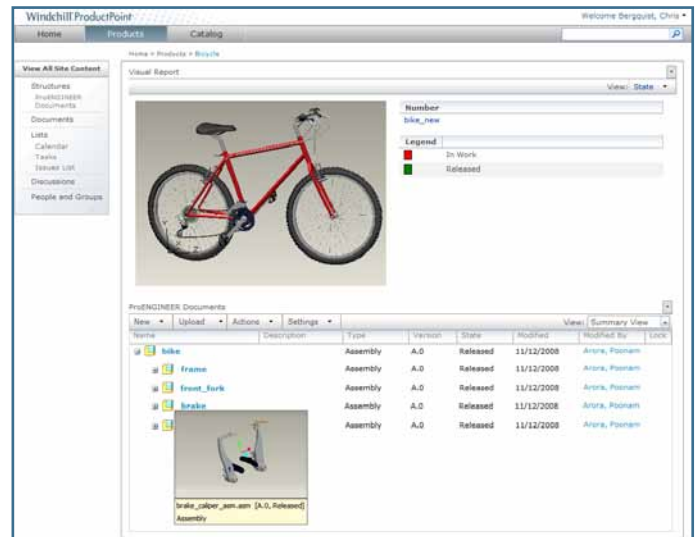 Windchill ProductPoint
Welcome Bergquist, Chris
Home Products Catalog
Home > Products > Bicycle
View All Site Content
Structures
ProENGINEER Documents
Documents
Lists
Calendar
Tasks
Issues List
Discussions
People and Groups
Visual Report
View: State
Number
bike_new
Legend
In Work
Released
ProENGINEER Documents
New Upload Actions Settings View: Summary View
Name Description Type Version State Modified Modified By Lock
bike Assembly A.0 Released 11/12/2008 Arora, Poonam
frame Assembly A.0 Released 11/12/2008 Arora, Poonam
front_fork Assembly A.0 Released 11/12/2008 Arora, Poonam
brake Assembly A.0 Released 11/12/2008 Arora, Poonam
Assembly A.0 Released 11/12/2008 Arora, Poonam
brake_caliper_asm.asm [A.0, Released]
Assembly